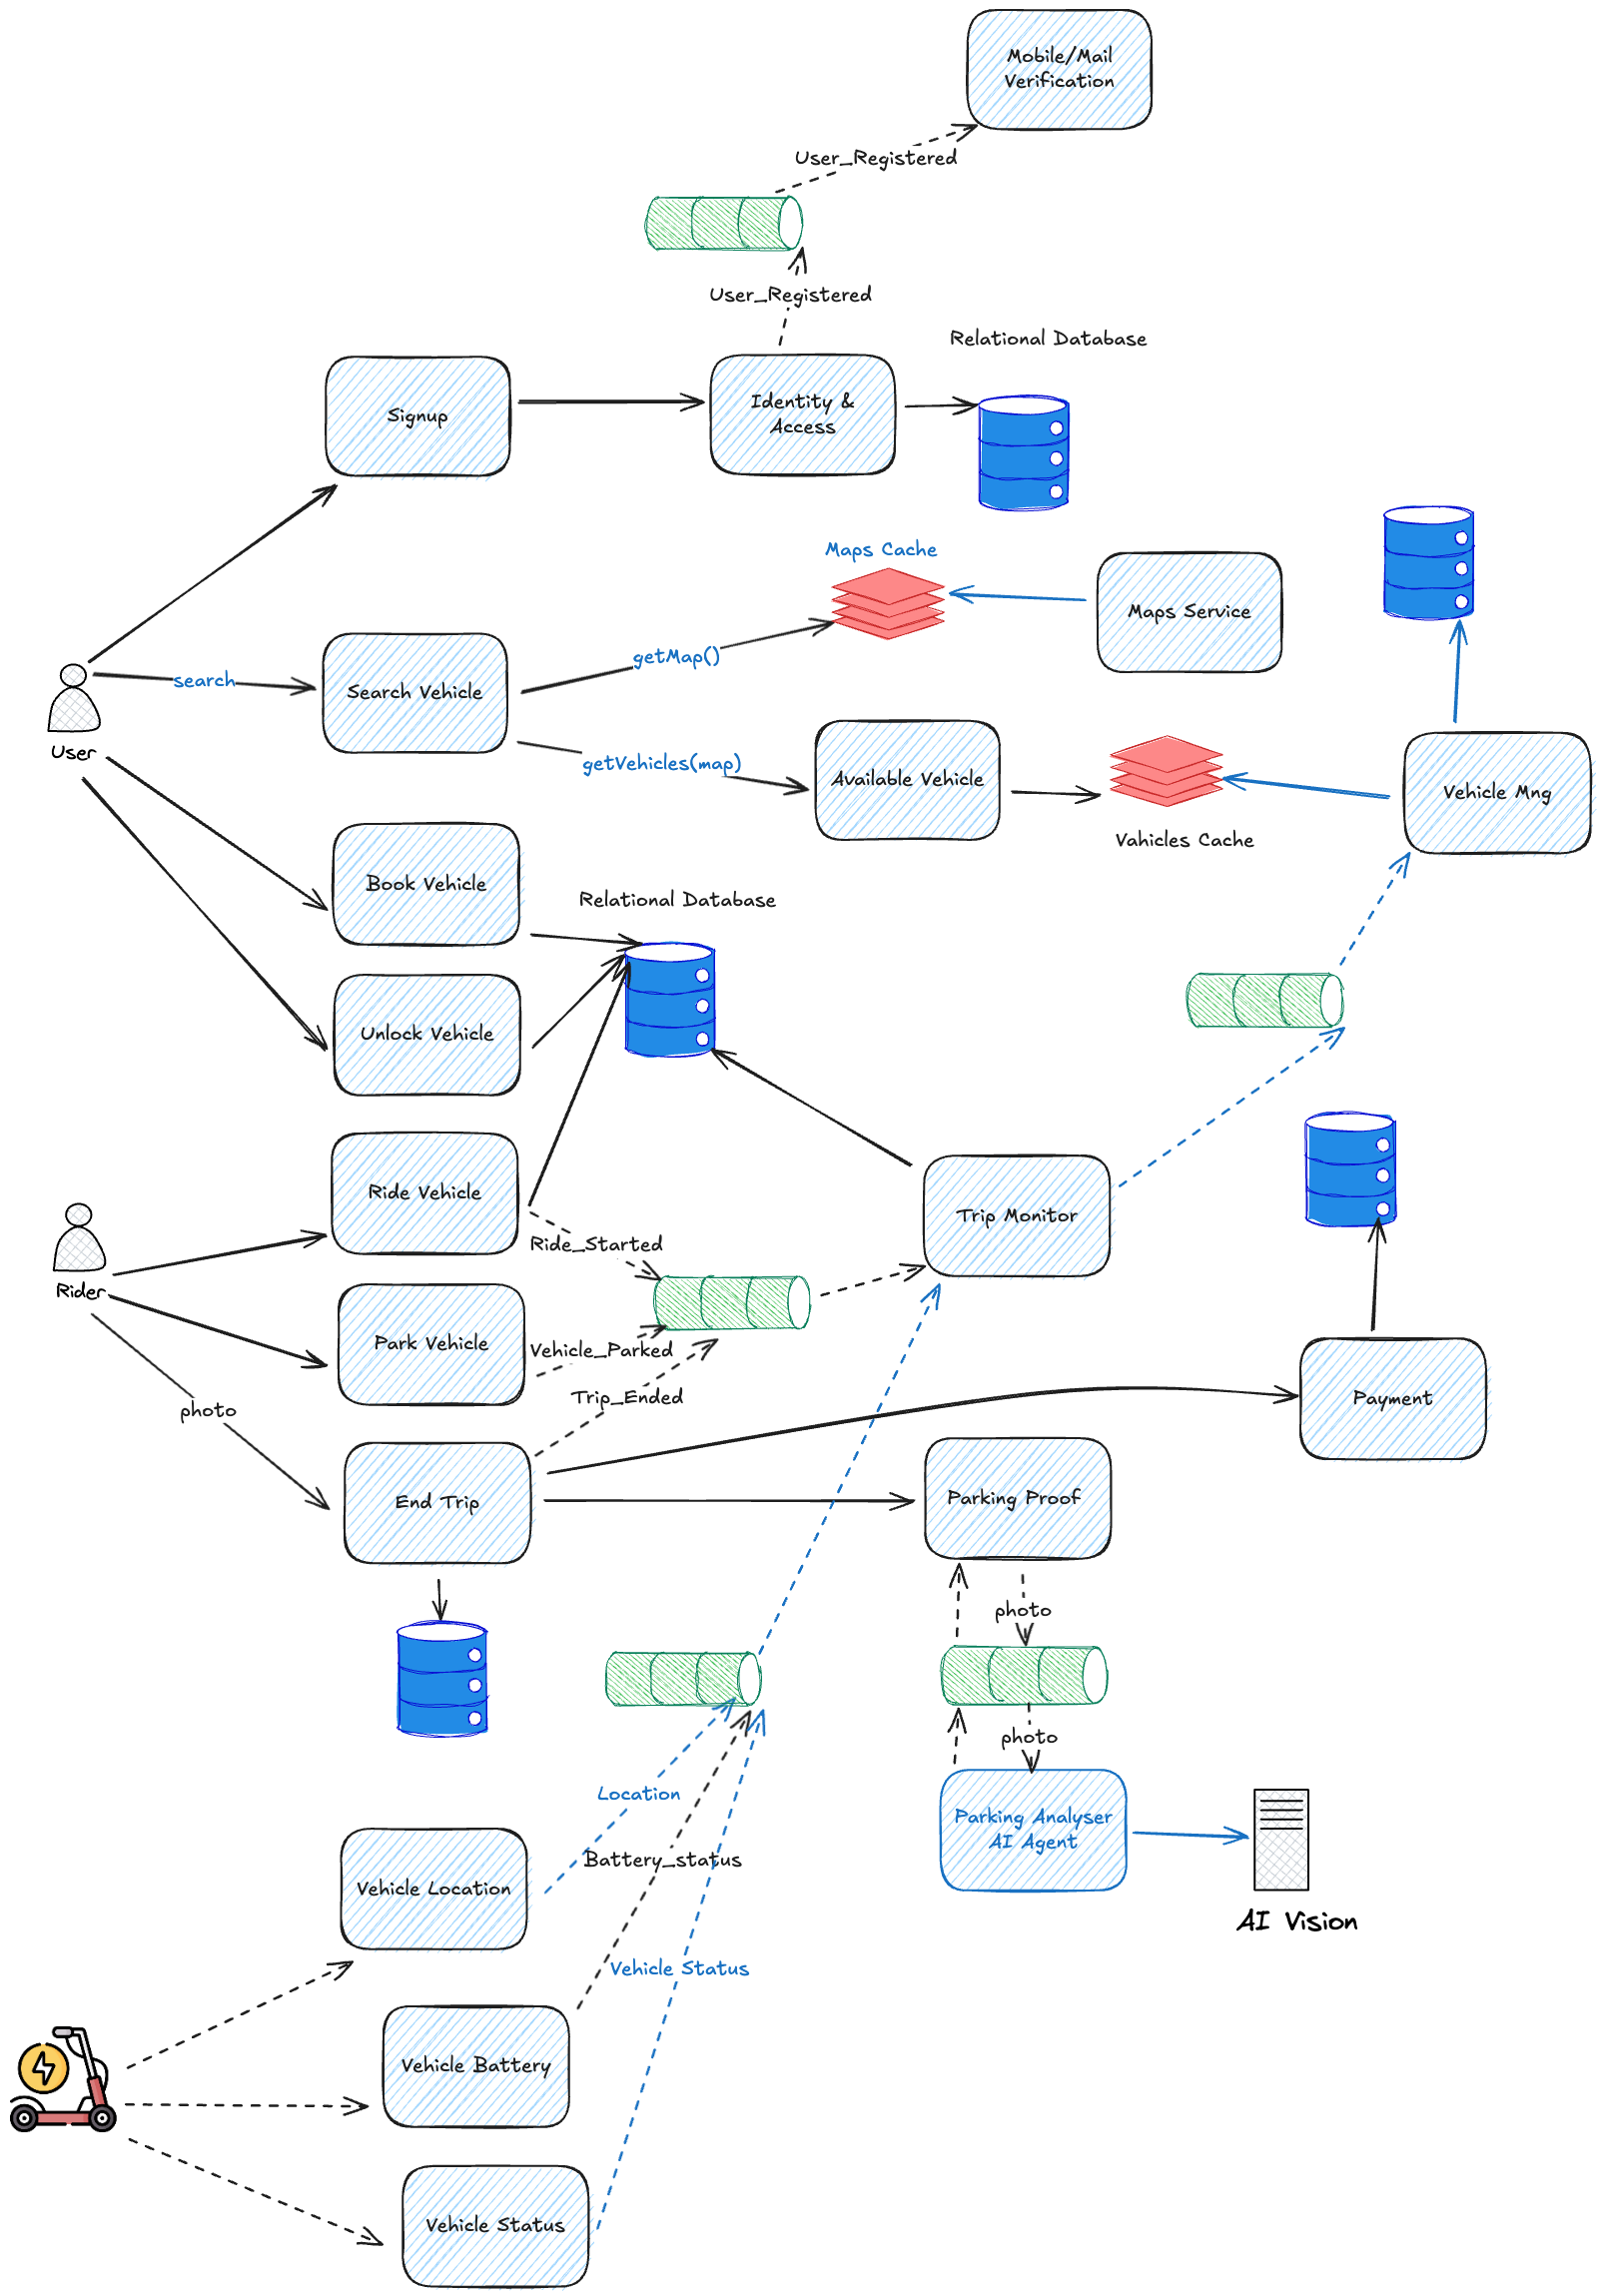 Mobile/Mail
Verification
User_Registered
User_Registered
Relational Database
Signup
Identity &
Access
Maps Cache
Maps Service
getMap()
search
Search Vehicle
User
getVehicles(map)
Available Vehicle
Vehicle Mng
Vahicles Cache
Book Vehicle
Relational Database
Unlock Vehicle
Ride Vehicle
Trip Monitor
Ride_Started
Rider
Park Vehicle
Vehicle_Parked
Trip_Ended
Payment
photo
End Trip
Parking Proof
photo
photo
Location
Parking Analyser
AI Agent
Battery_status
Vehicle Location
AI Vision
Vehicle Status
Vehicle Battery
Vehicle Status